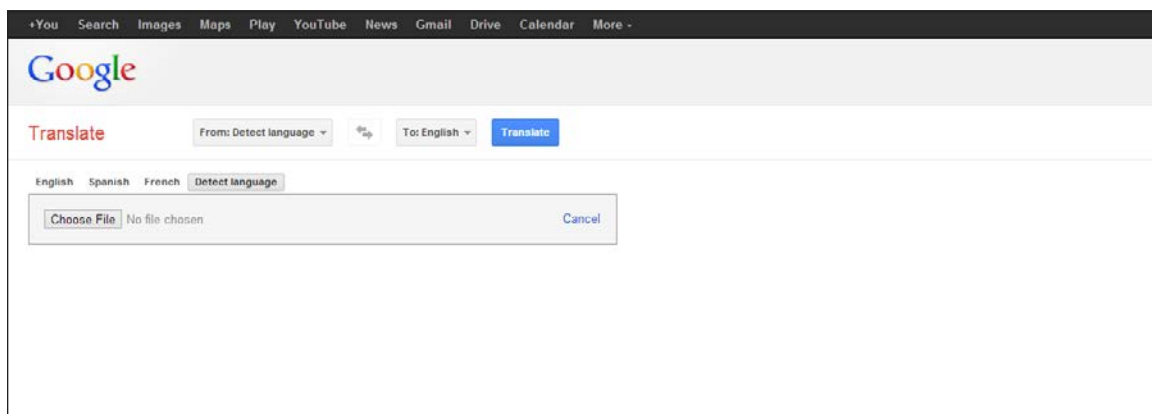 +You Search Images Maps Play YouTube News Gmail Drive Calendar More
Google
Translate From: Detect language To: English Translate
English Spanish French Detect language
Choose File No file chosen Cancel